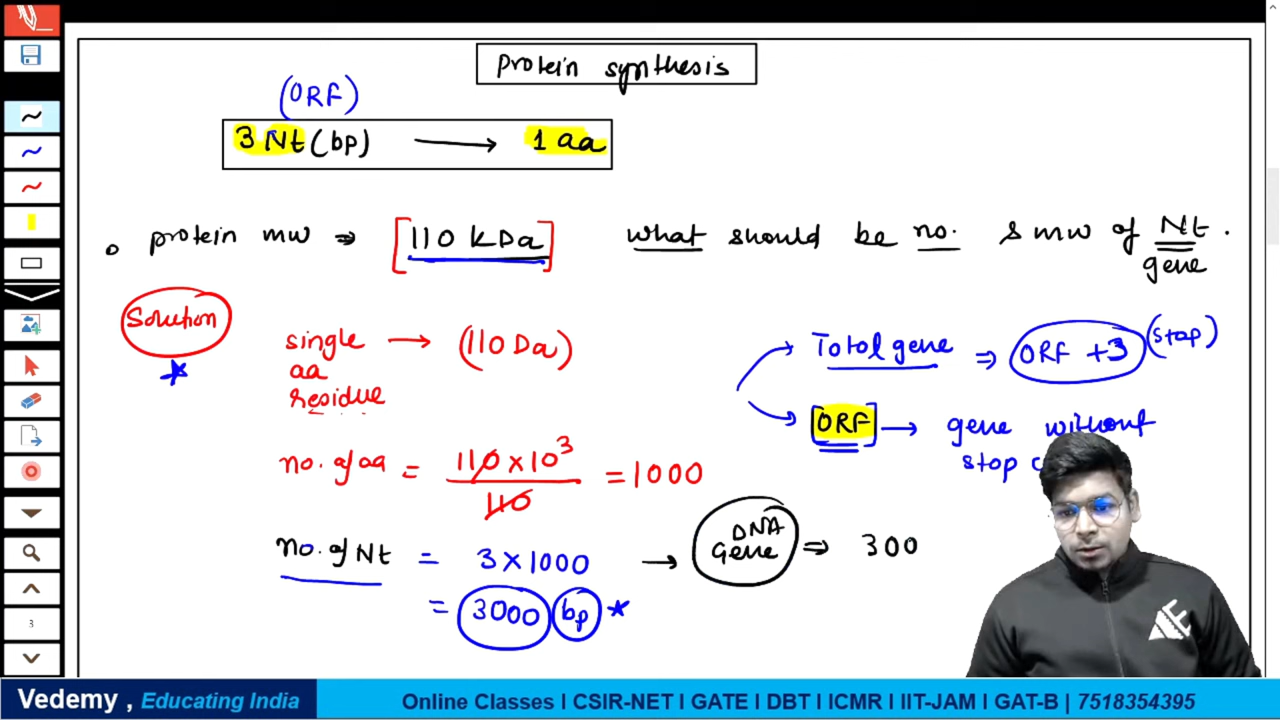 Protein synthesis
(ORF)
3 Nt (bp) → 1 aa
protein mw ⇒ [110 kDa] what should be no. & mw of Nt.
gene
Solution
single → (110 Da)
aa
residue
Total gene ⇒ ORF + 3 (stop)
[ORF] → gene without
stop
no. of aa = 110 × 10³ / 110 = 1000
no. of Nt = 3 × 1000 → DNA Gene ⇒ 300
= 3000 bp *
3
Vedemy , Educating India
Online Classes I CSIR-NET I GATE I DBT I ICMR I IIT-JAM I GAT-B I 7518354395